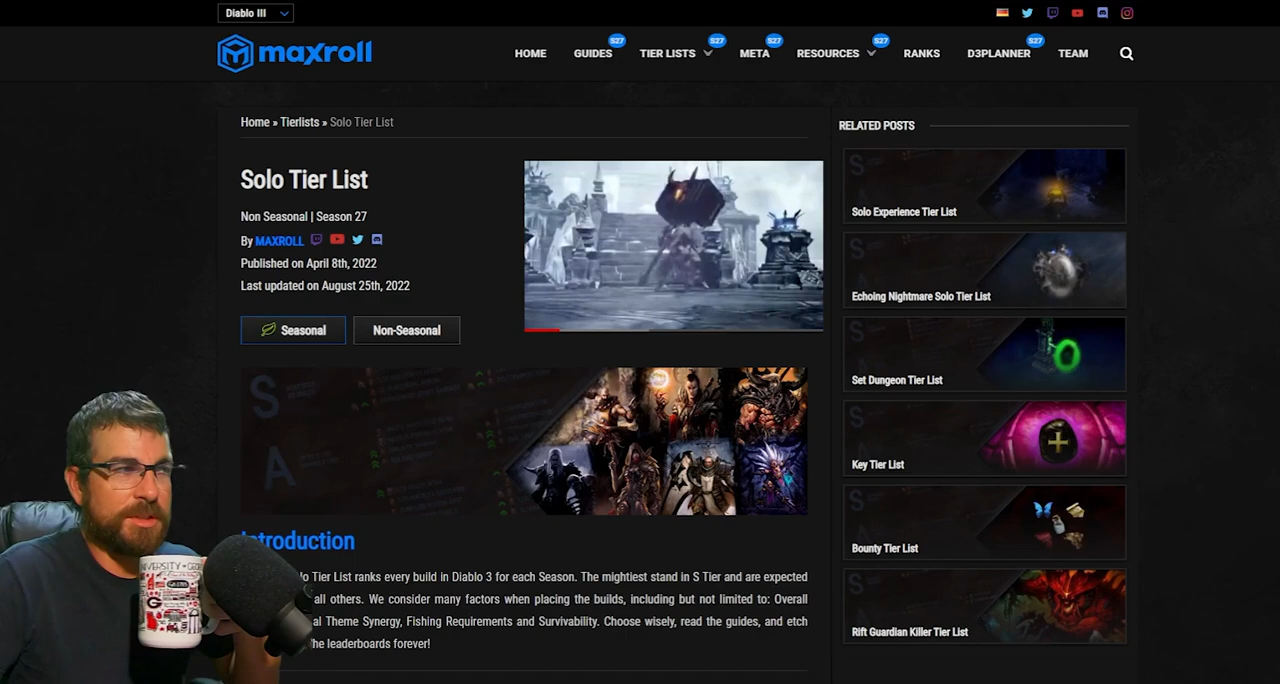 Diablo III
maxroll
HOME
GUIDES S27
TIER LISTS S27
META S27
RESOURCES S27
RANKS
D3PLANNER S27
TEAM
Home » Tierlists » Solo Tier List
Solo Tier List
Non Seasonal | Season 27
By MAXROLL
Published on April 8th, 2022
Last updated on August 25th, 2022
Seasonal
Non-Seasonal
S
A
Introduction
Tier List ranks every build in Diablo 3 for each Season. The mightiest stand in S Tier and are expected
all others. We consider many factors when placing the builds, including but not limited to: Overall
Theme Synergy, Fishing Requirements and Survivability. Choose wisely, read the guides, and etch
the leaderboards forever!
RELATED POSTS
S
Solo Experience Tier List
S
Echoing Nightmare Solo Tier List
S
Set Dungeon Tier List
S
Key Tier List
S
Bounty Tier List
S
Rift Guardian Killer Tier List
G